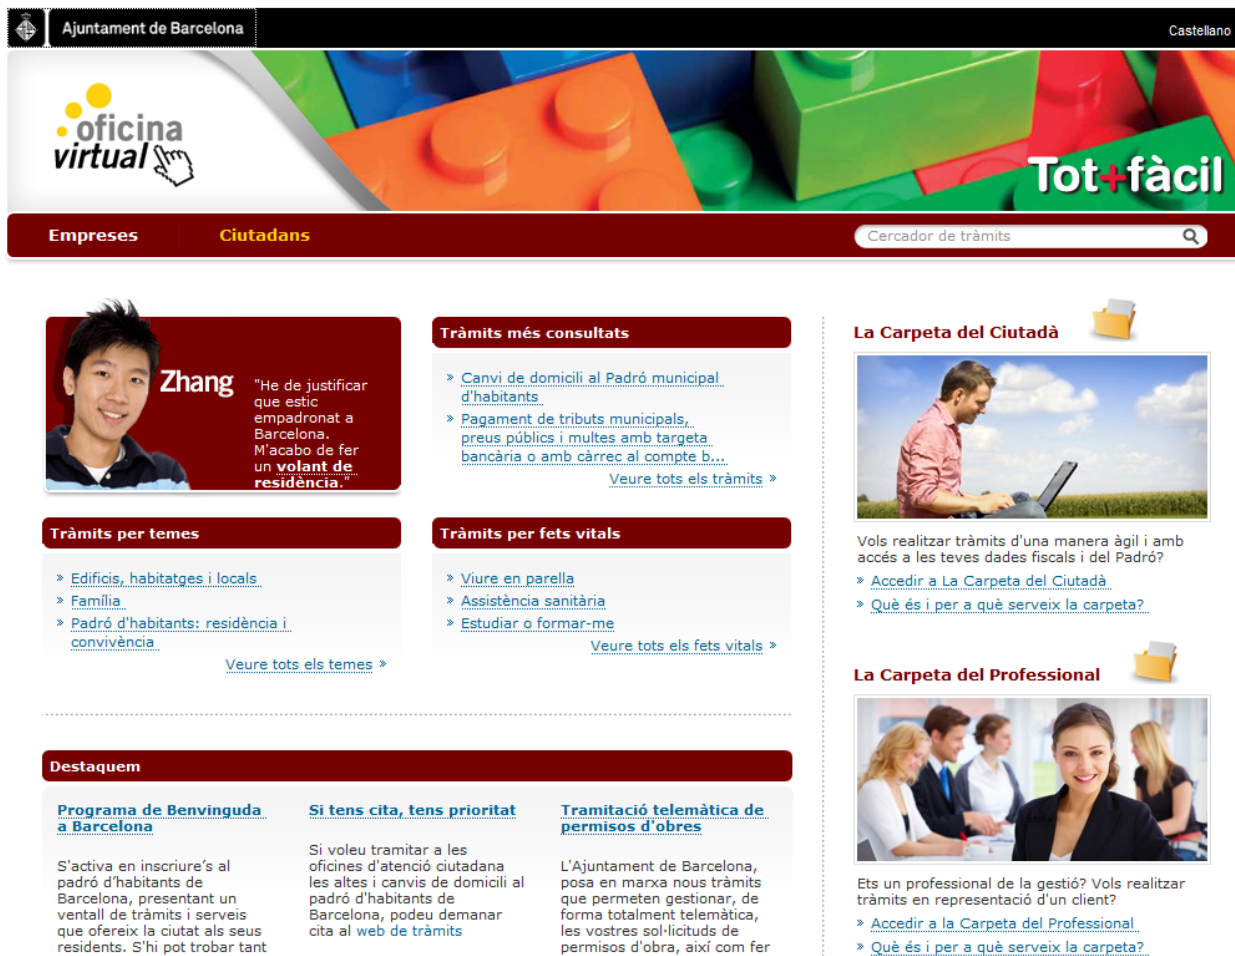 Ajuntament de Barcelona
Castellano
oficina
virtual
Tot+fàcil
Empreses
Ciutadans
Cercador de tràmits
Zhang
"He de justificar
que estic
empadronat a
Barcelona.
M'acabo de fer
un volant de
residència."
Tràmits més consultats
» Canvi de domicili al Padró municipal
d'habitants
» Pagament de tributs municipals,
preus públics i multes amb targeta
bancària o amb càrrec al compte b...
Veure tots els tràmits »
Tràmits per temes
» Edificis, habitatges i locals
» Família
» Padró d'habitants: residència i
convivència
Veure tots els temes »
Tràmits per fets vitals
» Viure en parella
» Assistència sanitària
» Estudiar o formar-me
Veure tots els fets vitals »
Destaquem
Programa de Benvinguda
a Barcelona
S'activa en inscriure’s al
padró d’habitants de
Barcelona, presentant un
ventall de tràmits i serveis
que ofereix la ciutat als seus
residents. S'hi pot trobar tant
Si tens cita, tens prioritat
Si voleu tramitar a les
oficines d'atenció ciutadana
les altes i canvis de domicili al
padró d'habitants de
Barcelona, podeu demanar
cita al web de tràmits
Tramitació telemàtica de
permisos d'obres
L'Ajuntament de Barcelona,
posa en marxa nous tràmits
que permeten gestionar, de
forma totalment telemàtica,
les vostres sol·licituds de
permisos d'obra, així com fer
La Carpeta del Ciutadà
Vols realitzar tràmits d'una manera àgil i amb
accés a les teves dades fiscals i del Padró?
» Accedir a La Carpeta del Ciutadà
» Què és i per a què serveix la carpeta?
La Carpeta del Professional
Ets un professional de la gestió? Vols realitzar
tràmits en representació d'un client?
» Accedir a la Carpeta del Professional
» Què és i per a què serveix la carpeta?